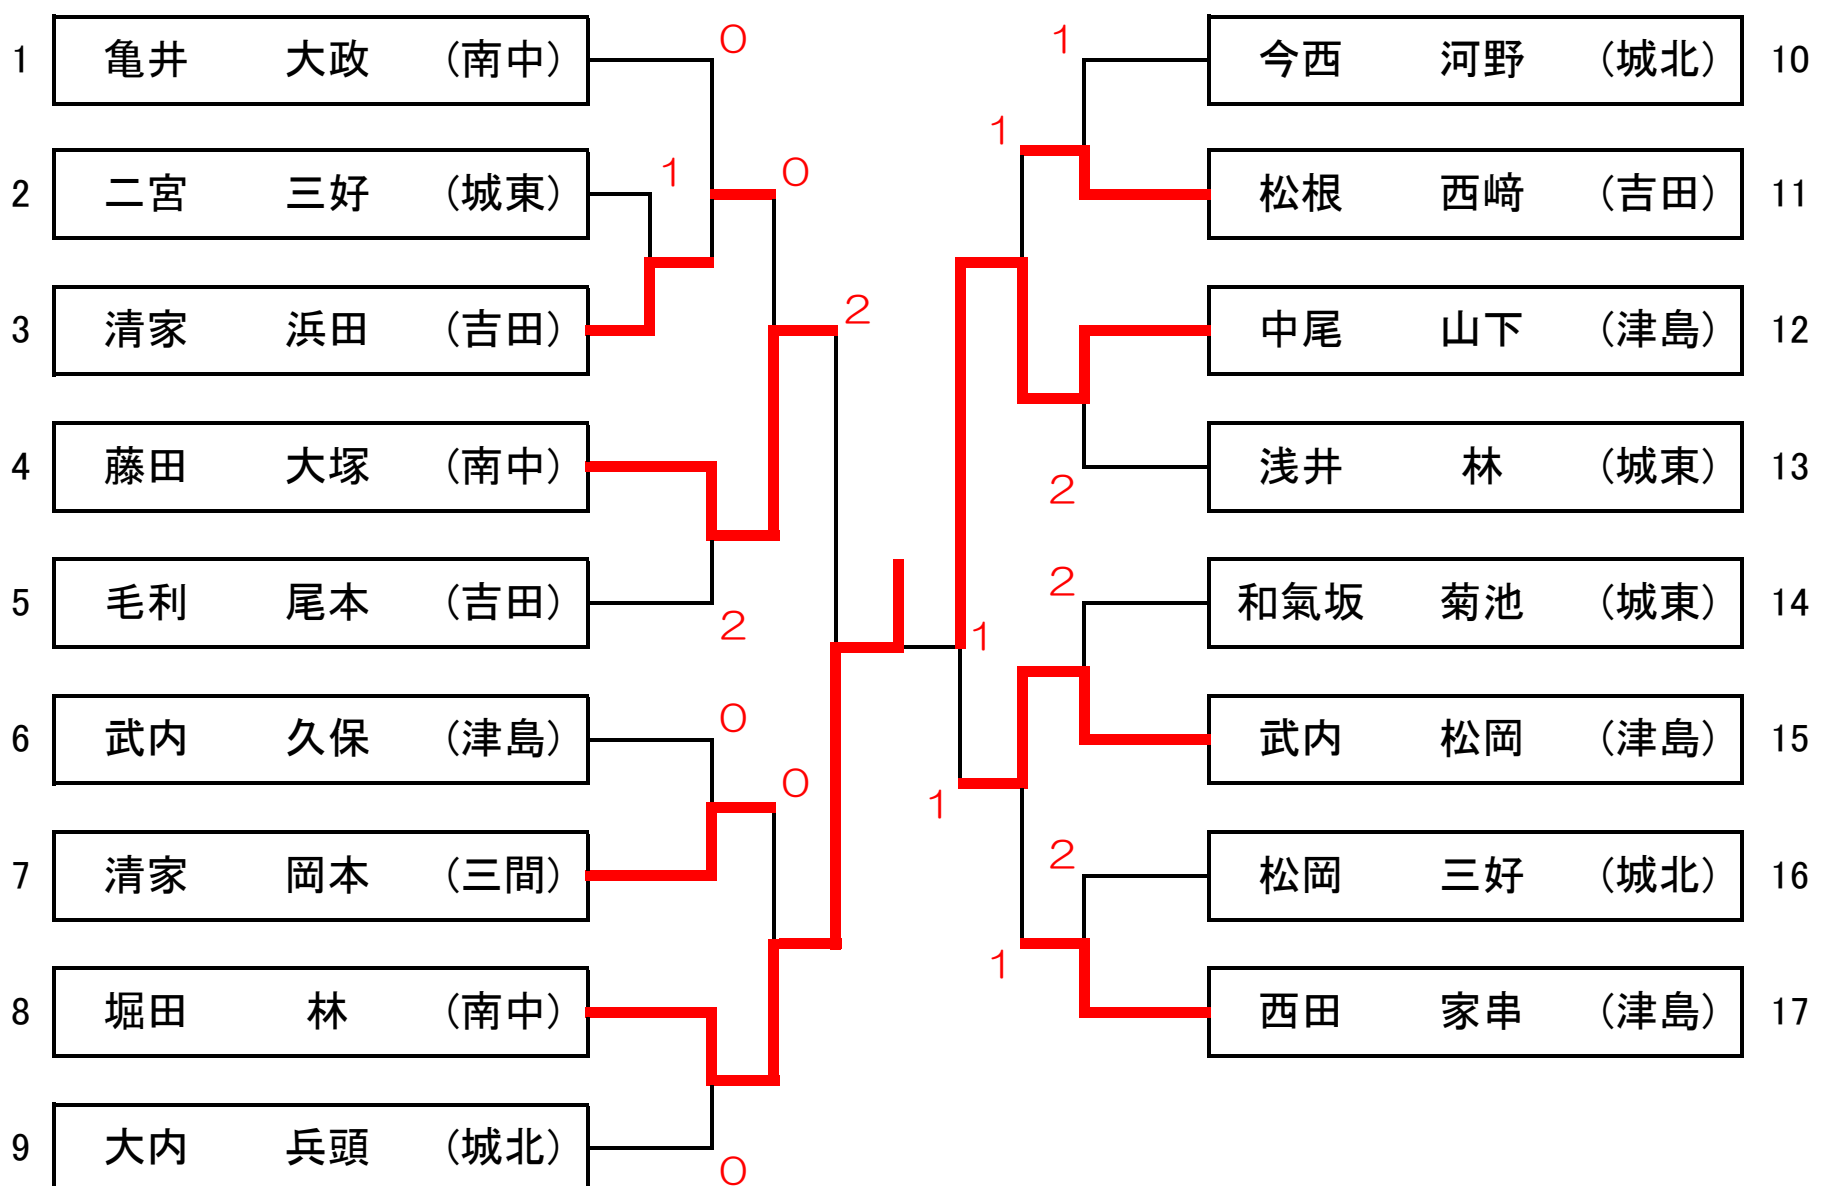 1 亀井 大政 (南中) 0
1 今西 河野 (城北) 10
2 二宮 三好 (城東) 1 0
1 松根 西﨑 (吉田) 11
3 清家 浜田 (吉田) 2
中尾 山下 (津島) 12
4 藤田 大塚 (南中)
2 浅井 林 (城東) 13
5 毛利 尾本 (吉田) 2
1
2 和氣坂 菊池 (城東) 14
6 武内 久保 (津島) 0
0
1
武内 松岡 (津島) 15
7 清家 岡本 (三間)
2 松岡 三好 (城北) 16
8 堀田 林 (南中)
1 西田 家串 (津島) 17
9 大内 兵頭 (城北) 0